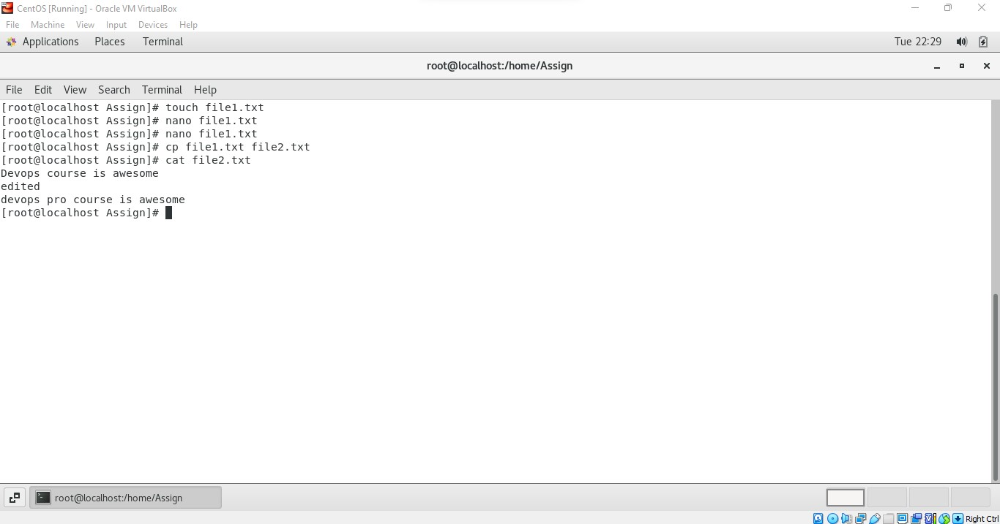 CentOS [Running] - Oracle VM VirtualBox
File Machine View Input Devices Help
Applications Places Terminal Tue 22:29
root@localhost:/home/Assign
File Edit View Search Terminal Help
[root@localhost Assign]# touch file1.txt
[root@localhost Assign]# nano file1.txt
[root@localhost Assign]# nano file1.txt
[root@localhost Assign]# cp file1.txt file2.txt
[root@localhost Assign]# cat file2.txt
Devops course is awesome
edited
devops pro course is awesome
[root@localhost Assign]#
root@localhost:/home/Assign
Right Ctrl